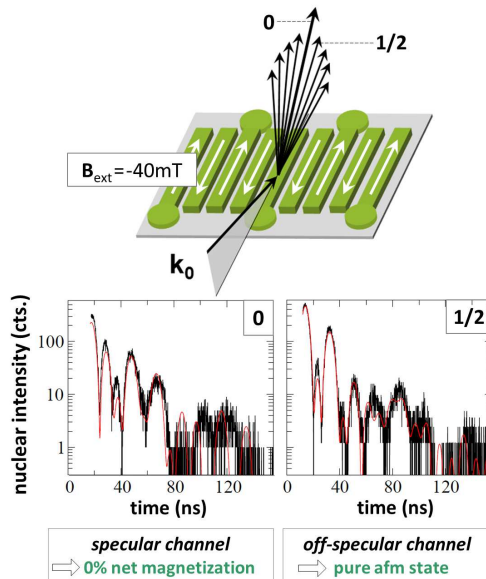 0
1/2
B_ext=-40mT
k_0
nuclear intensity (cts.)
100
10
1
0
0 40 80 120
time (ns)
1/2
0 40 80 120
time (ns)
specular channel
⇨ 0% net magnetization
off-specular channel
⇨ pure afm state